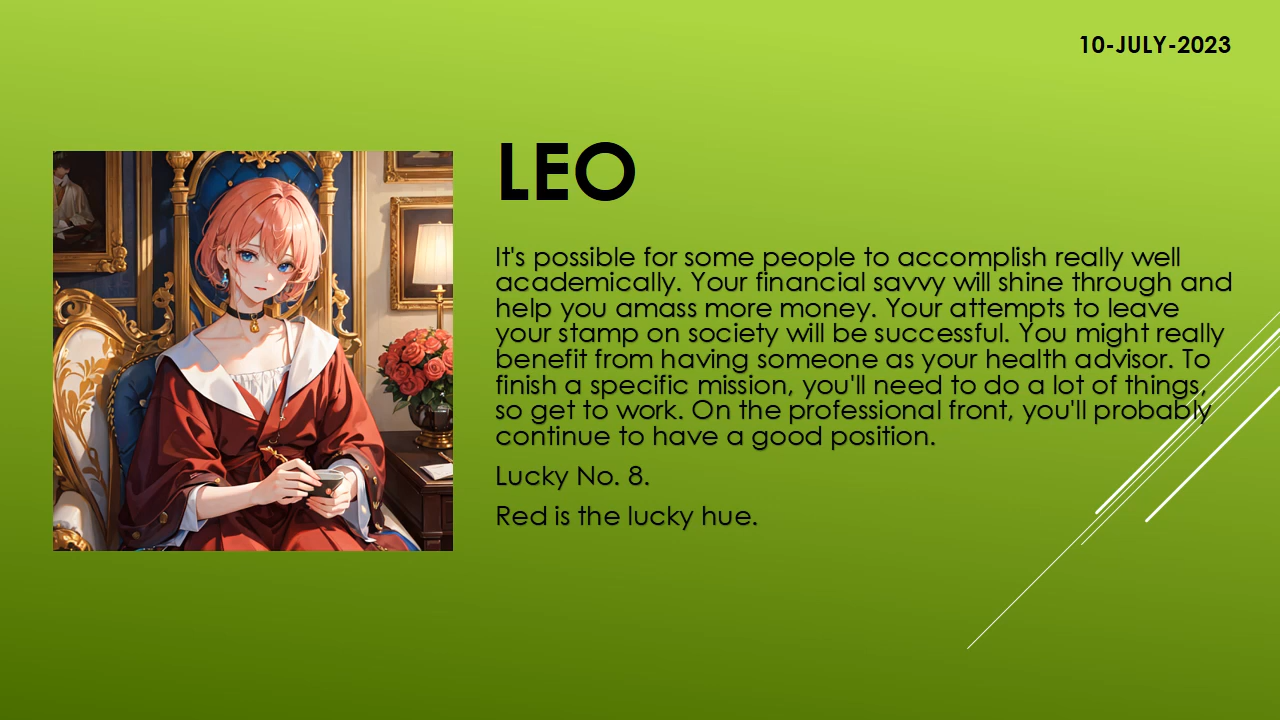 10-JULY-2023
LEO
It's possible for some people to accomplish really well
academically. Your financial savvy will shine through and
help you amass more money. Your attempts to leave
your stamp on society will be successful. You might really
benefit from having someone as your health advisor. To
finish a specific mission, you'll need to do a lot of things,
so get to work. On the professional front, you'll probably
continue to have a good position.
Lucky No. 8.
Red is the lucky hue.